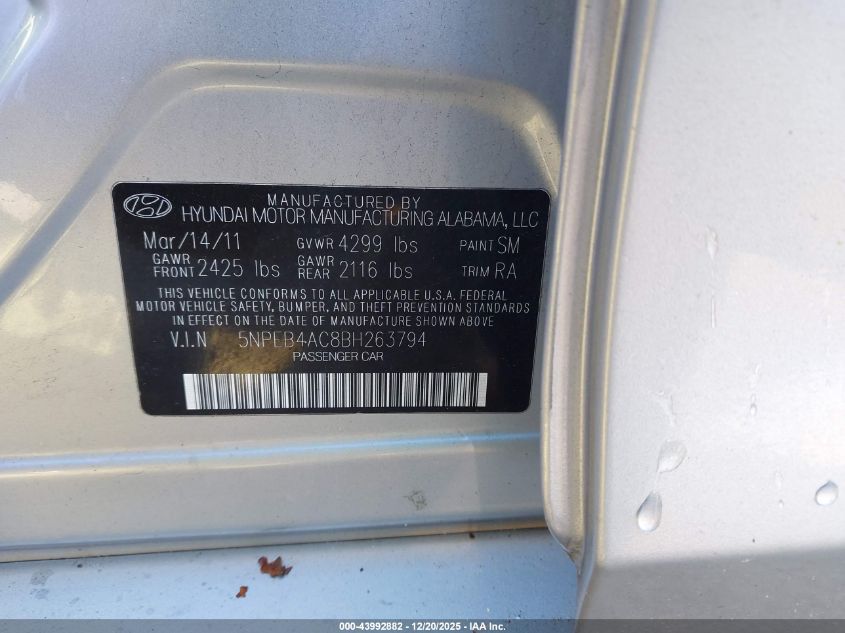 MANUFACTURED BY
HYUNDAI MOTOR MANUFACTURING ALABAMA, LLC
Mar/14/11 GVWR 4299 lbs PAINT SM
GAWR FRONT 2425 lbs GAWR REAR 2116 lbs TRIM RA
THIS VEHICLE CONFORMS TO ALL APPLICABLE U.S.A. FEDERAL
MOTOR VEHICLE SAFETY, BUMPER, AND THEFT PREVENTION STANDARDS
IN EFFECT ON THE DATE OF MANUFACTURE SHOWN ABOVE
V.I.N 5NPEB4AC8BH263794
PASSENGER CAR
000-43992882 - 12/20/2025 - IAA Inc.